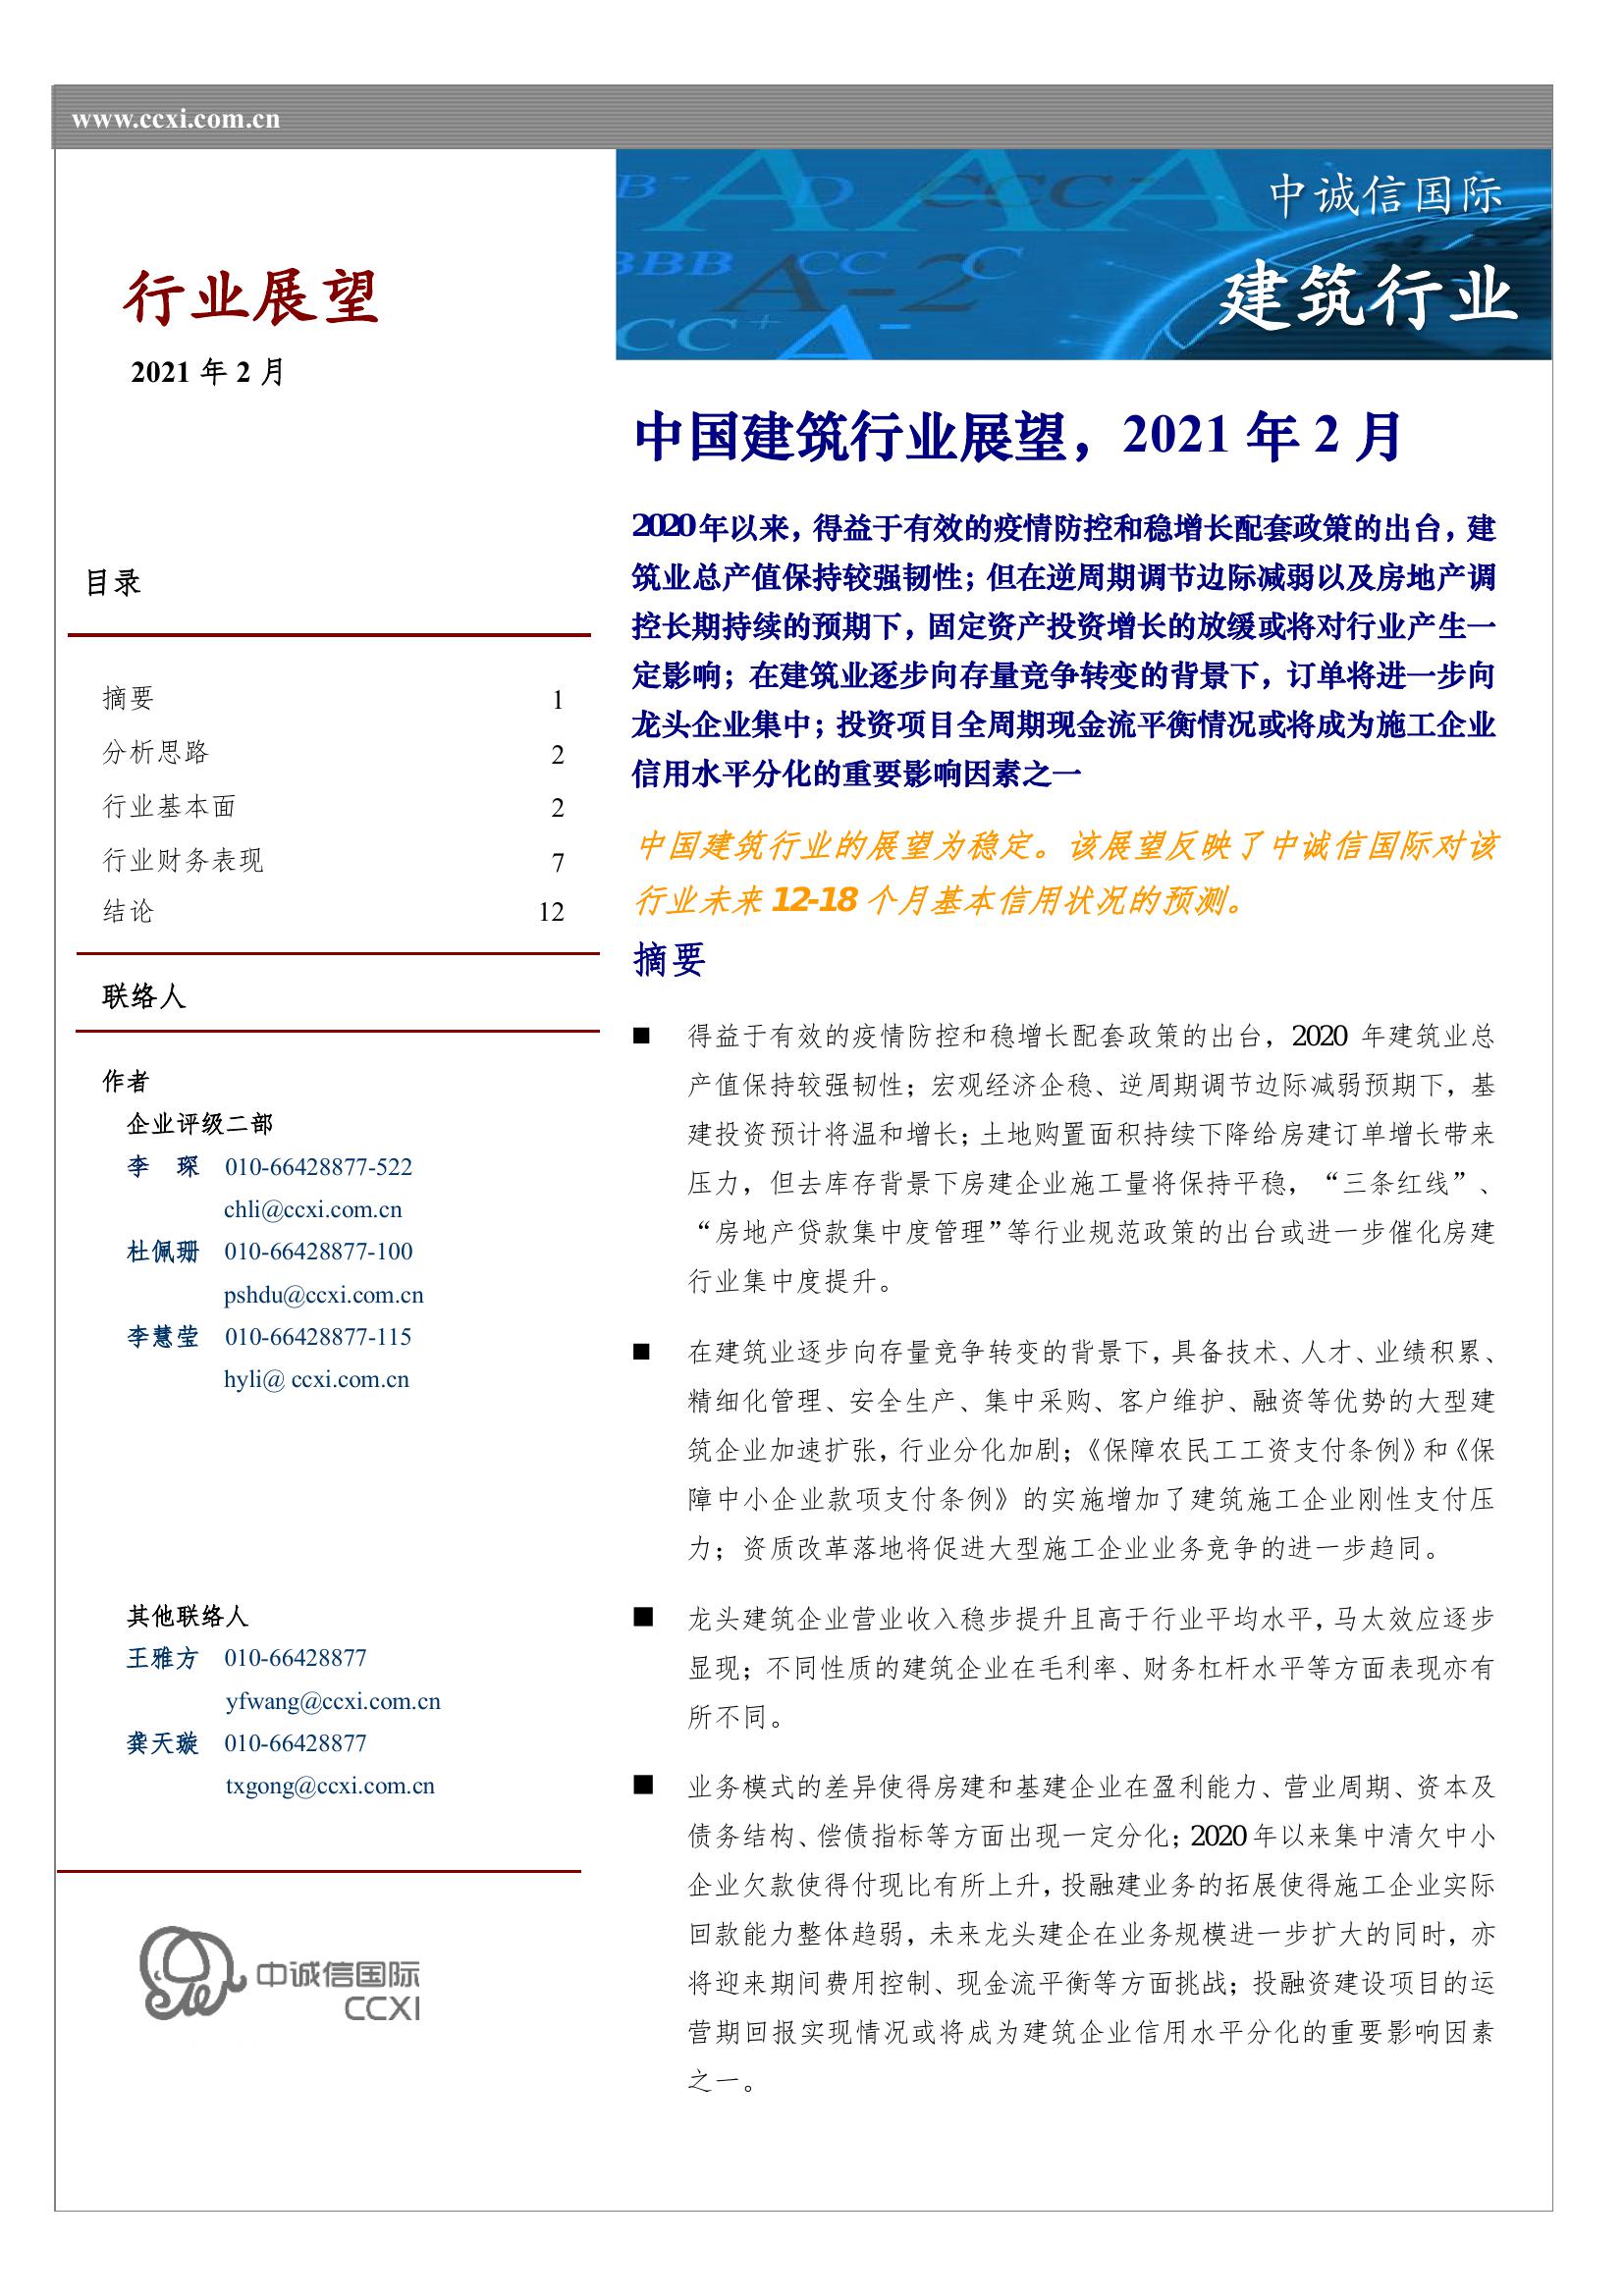 www.ccxi.com.cn
B- A D CCC- A A
BBB A-2 CC C
CC+ A-
中诚信国际
建筑行业
行业展望
2021 年 2 月
目录
摘要 1
分析思路 2
行业基本面 2
行业财务表现 7
结论 12
联络人
作者
企业评级二部
李 琛 010-66428877-522
chli@ccxi.com.cn
杜佩珊 010-66428877-100
pshdu@ccxi.com.cn
李慧莹 010-66428877-115
hyli@ ccxi.com.cn
其他联络人
王雅方 010-66428877
yfwang@ccxi.com.cn
龚天璇 010-66428877
txgong@ccxi.com.cn
中诚信国际
CCXI
中国建筑行业展望，2021 年 2 月
2020年以来，得益于有效的疫情防控和稳增长配套政策的出台，建
筑业总产值保持较强韧性；但在逆周期调节边际减弱以及房地产调
控长期持续的预期下，固定资产投资增长的放缓或将对行业产生一
定影响；在建筑业逐步向存量竞争转变的背景下，订单将进一步向
龙头企业集中；投资项目全周期现金流平衡情况或将成为施工企业
信用水平分化的重要影响因素之一
中国建筑行业的展望为稳定。该展望反映了中诚信国际对该
行业未来 12-18 个月基本信用状况的预测。
摘要
■ 得益于有效的疫情防控和稳增长配套政策的出台，2020 年建筑业总
产值保持较强韧性；宏观经济企稳、逆周期调节边际减弱预期下，基
建投资预计将温和增长；土地购置面积持续下降给房建订单增长带来
压力，但去库存背景下房建企业施工量将保持平稳，“三条红线”、
“房地产贷款集中度管理”等行业规范政策的出台或进一步催化房建
行业集中度提升。
■ 在建筑业逐步向存量竞争转变的背景下，具备技术、人才、业绩积累、
精细化管理、安全生产、集中采购、客户维护、融资等优势的大型建
筑企业加速扩张，行业分化加剧；《保障农民工工资支付条例》和《保
障中小企业款项支付条例》的实施增加了建筑施工企业刚性支付压
力；资质改革落地将促进大型施工企业业务竞争的进一步趋同。
■ 龙头建筑企业营业收入稳步提升且高于行业平均水平，马太效应逐步
显现；不同性质的建筑企业在毛利率、财务杠杆水平等方面表现亦有
所不同。
■ 业务模式的差异使得房建和基建企业在盈利能力、营业周期、资本及
债务结构、偿债指标等方面出现一定分化；2020 年以来集中清欠中小
企业欠款使得付现比有所上升，投融建业务的拓展使得施工企业实际
回款能力整体趋弱，未来龙头建企在业务规模进一步扩大的同时，亦
将迎来期间费用控制、现金流平衡等方面挑战；投融资建设项目的运
营期回报实现情况或将成为建筑企业信用水平分化的重要影响因素
之一。